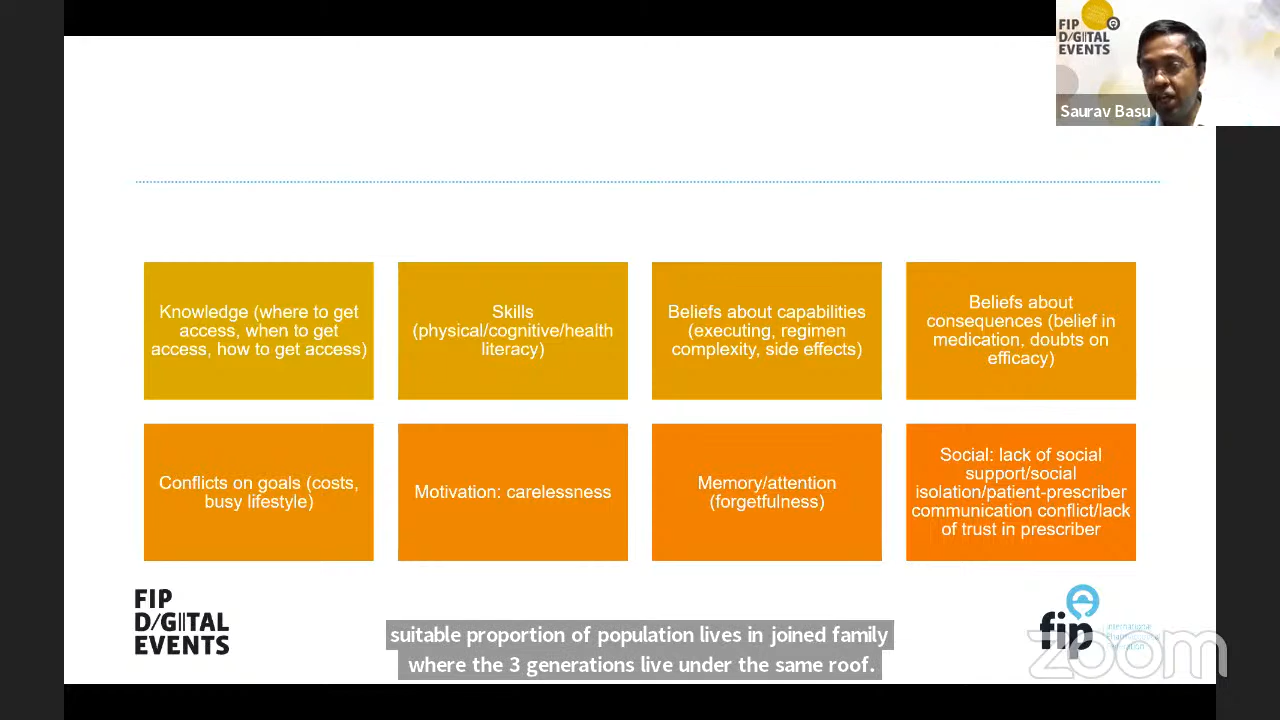 FIP
D/GITAL
EVENTS
Saurav Basu
Knowledge (where to get
access, when to get
access, how to get access)
Skills
(physical/cognitive/health
literacy)
Beliefs about capabilities
(executing, regimen
complexity, side effects)
Beliefs about
consequences (belief in
medication, doubts on
efficacy)
Conflicts on goals (costs,
busy lifestyle)
Motivation: carelessness
Memory/attention
(forgetfulness)
Social: lack of social
support/social
isolation/patient-prescriber
communication conflict/lack
of trust in prescriber
FIP
D/GITAL
EVENTS
suitable proportion of population lives in joined family
where the 3 generations live under the same roof.
fip
International
zoom